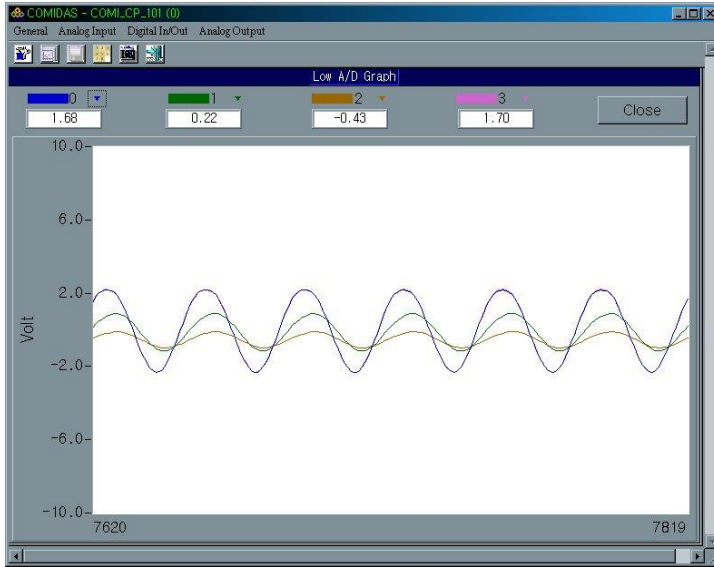 COMIDAS - COMI_CP_101 (0)
General Analog Input Digital In/Out Analog Output
Low A/D Graph
0 1 2 3
1.68 0.22 -0.43 1.70
Close
10.0
6.0
2.0
Volt
-2.0
-6.0
-10.0
7620 7819